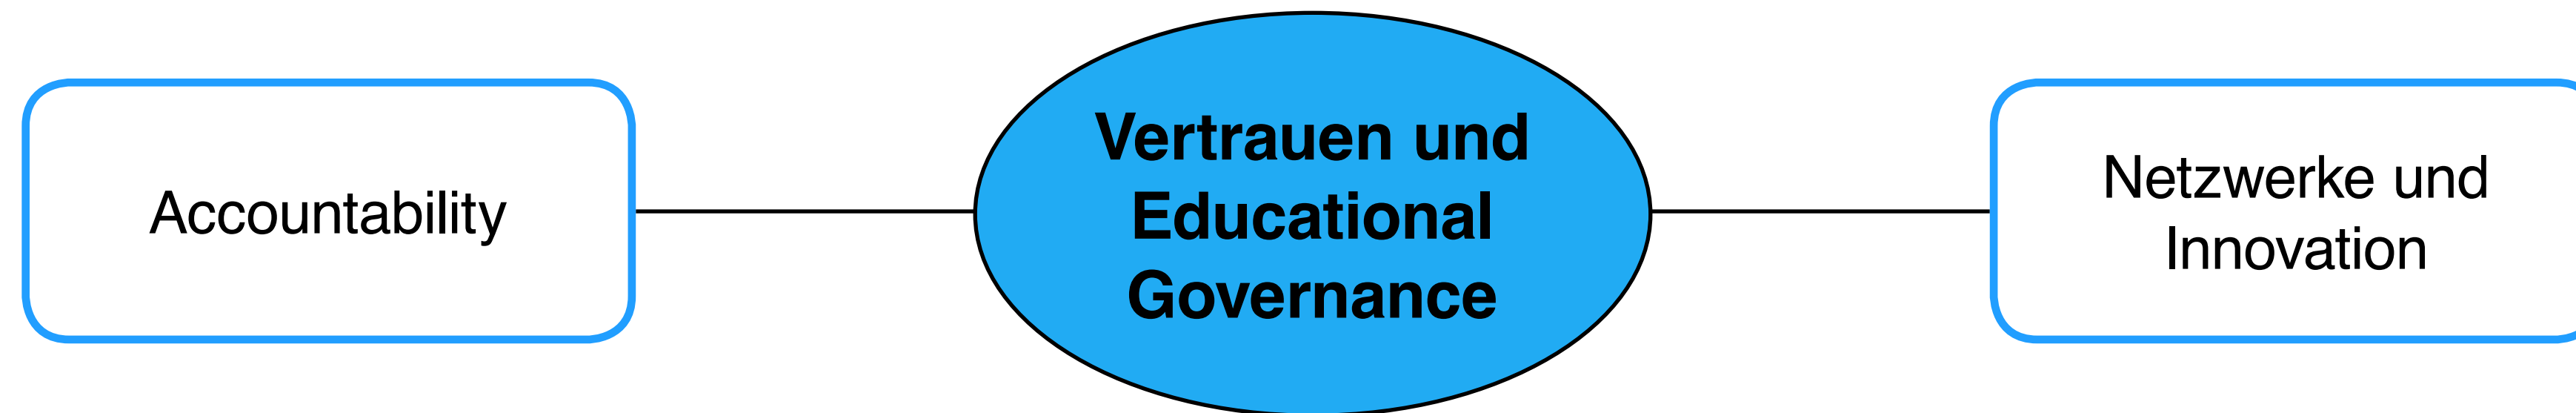 Accountability
Vertrauen und
Educational
Governance
Netzwerke und
Innovation